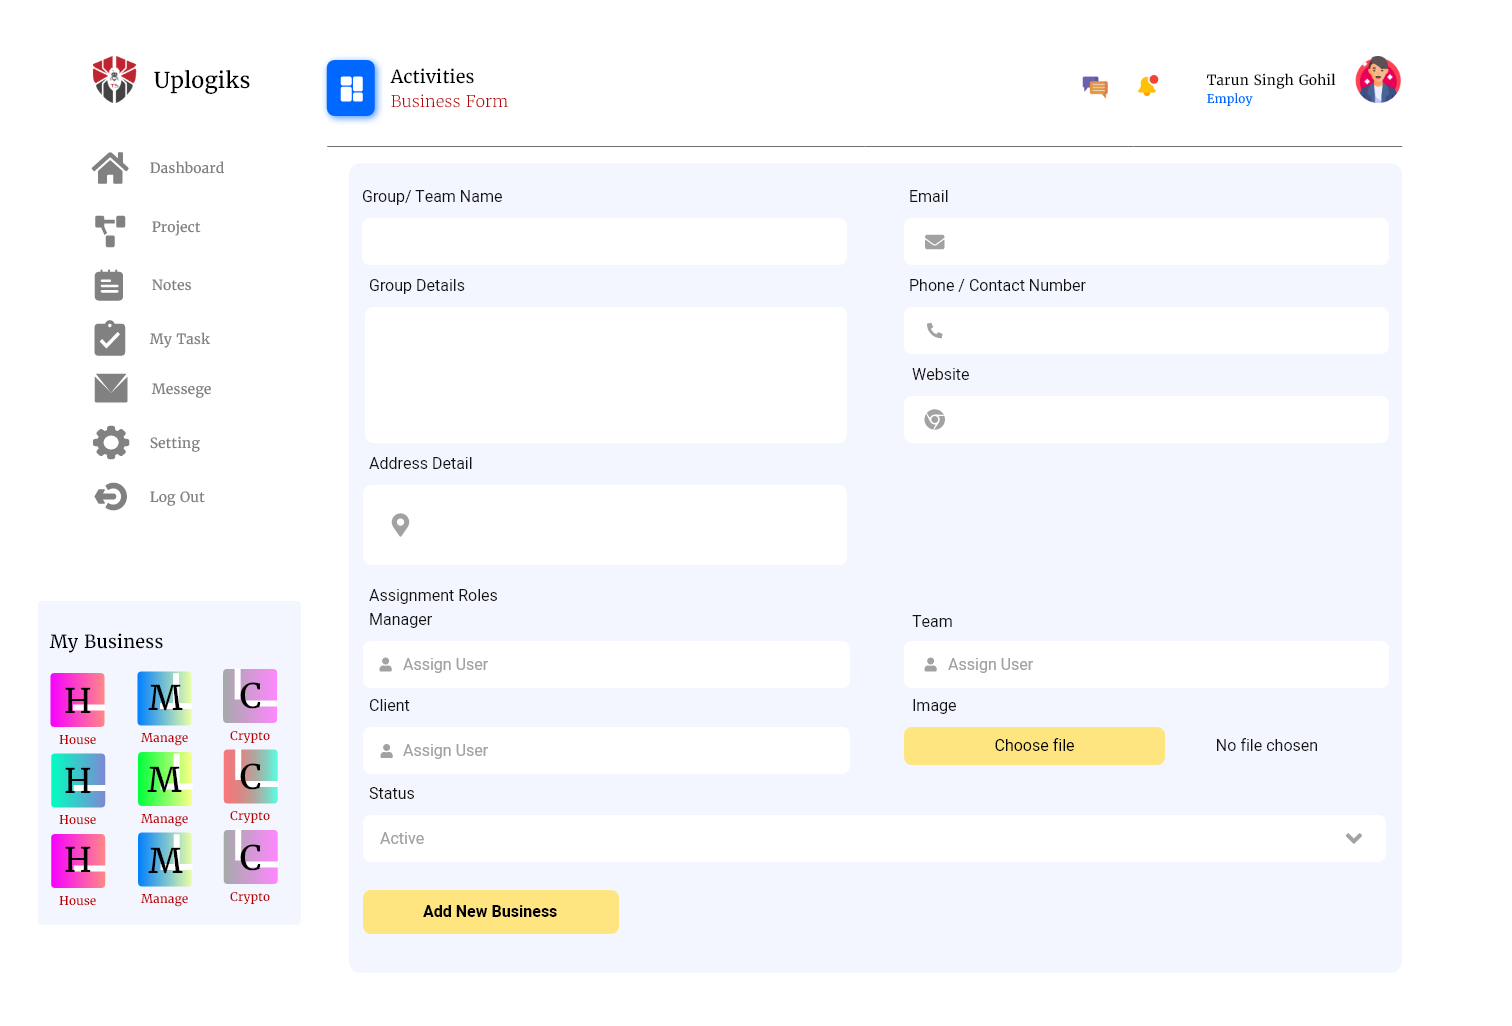 Uplogiks
Activities
Business Form
Tarun Singh Gohil
Employ
Dashboard
Project
Notes
My Task
Messege
Setting
Log Out
My Business
H
M
C
House
Manage
Crypto
H
M
C
House
Manage
Crypto
H
M
C
House
Manage
Crypto
Group/ Team Name
Email
Group Details
Phone / Contact Number
Website
Address Detail
Assignment Roles
Manager
Team
Assign User
Assign User
Client
Image
Assign User
Choose file
No file chosen
Status
Active
Add New Business